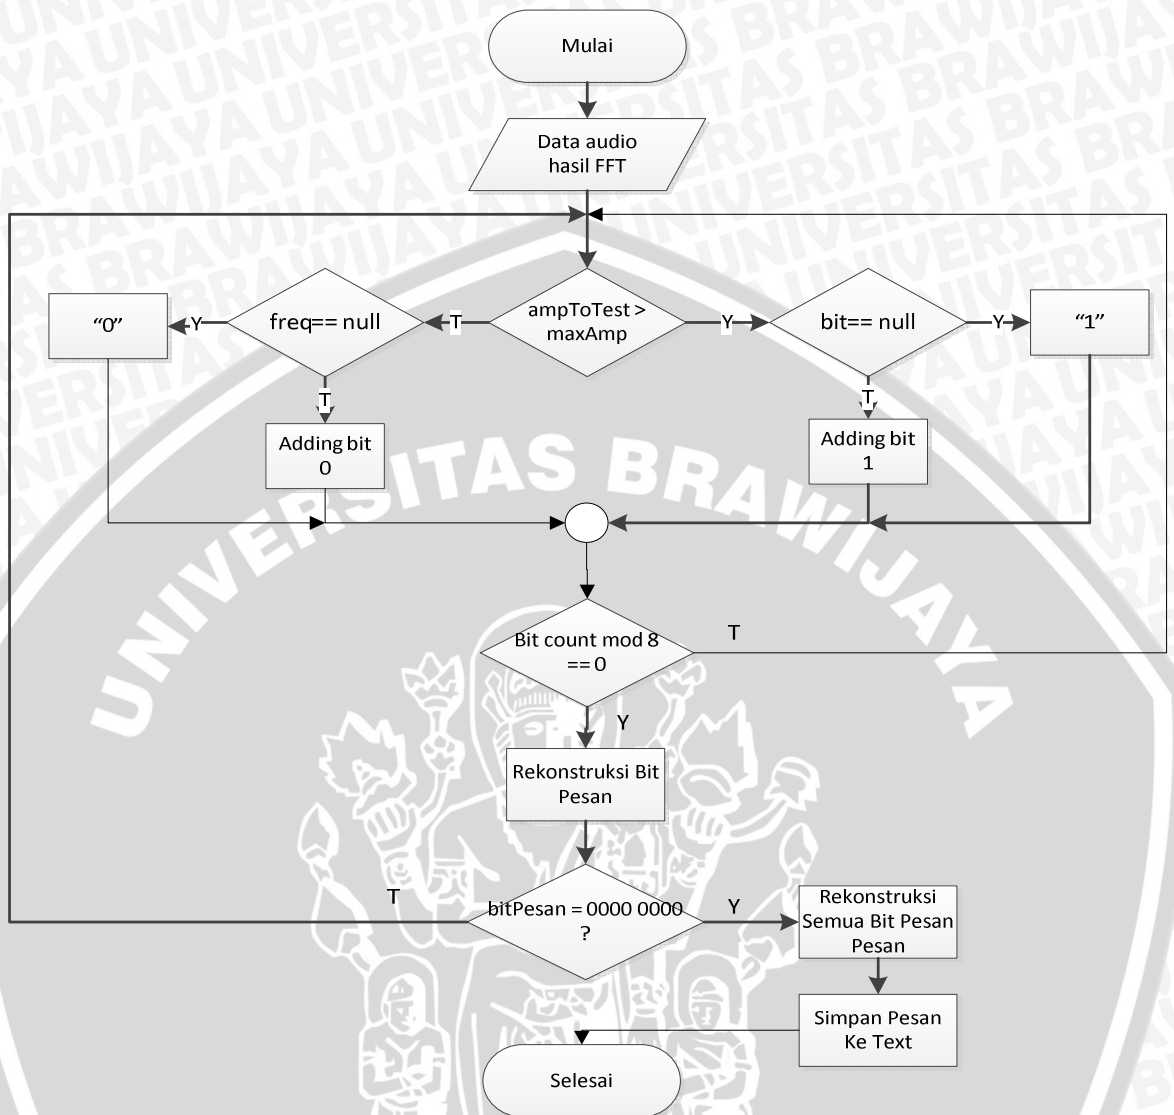 Mulai
Data audio
hasil FFT
ampToTest >
maxAmp
T
freq== null
Y
"0"
T
Adding bit
0
Y
bit== null
Y
"1"
T
Adding bit
1
Bit count mod 8
== 0
T
Y
Rekonstruksi Bit
Pesan
bitPesan = 0000 0000
?
T
Y
Rekonstruksi
Semua Bit Pesan
Pesan
Simpan Pesan
Ke Text
Selesai
UNIVERSITAS BRAWIJAYA